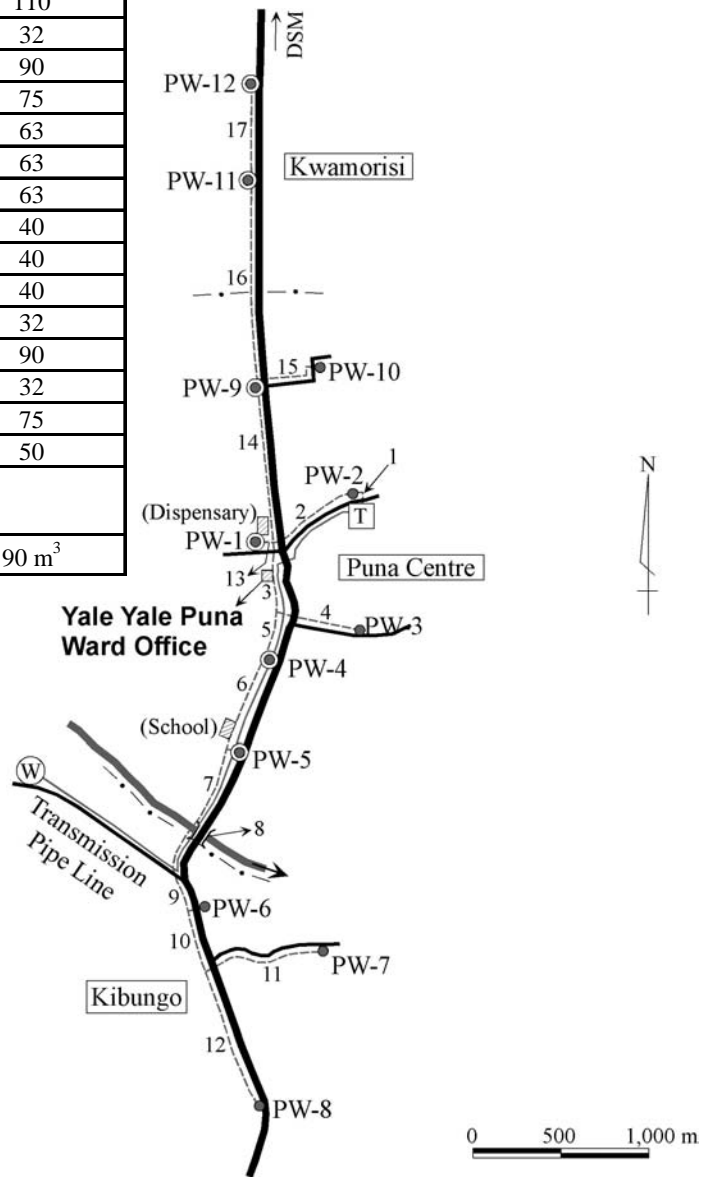 110
32
90
75
63
63
63
40
40
40
32
90
32
75
50
90 m³
DSM
PW-12
17
Kwamorisi
PW-11
16
15
PW-10
PW-9
14
N
PW-2
1
(Dispensary)
2
T
PW-1
Puna Centre
13
3
Yale Yale Puna
Ward Office
4
PW-3
5
PW-4
6
(School)
PW-5
W
7
8
Transmission
Pipe Line
9
PW-6
10
PW-7
11
Kibungo
12
PW-8
0 500 1,000 m